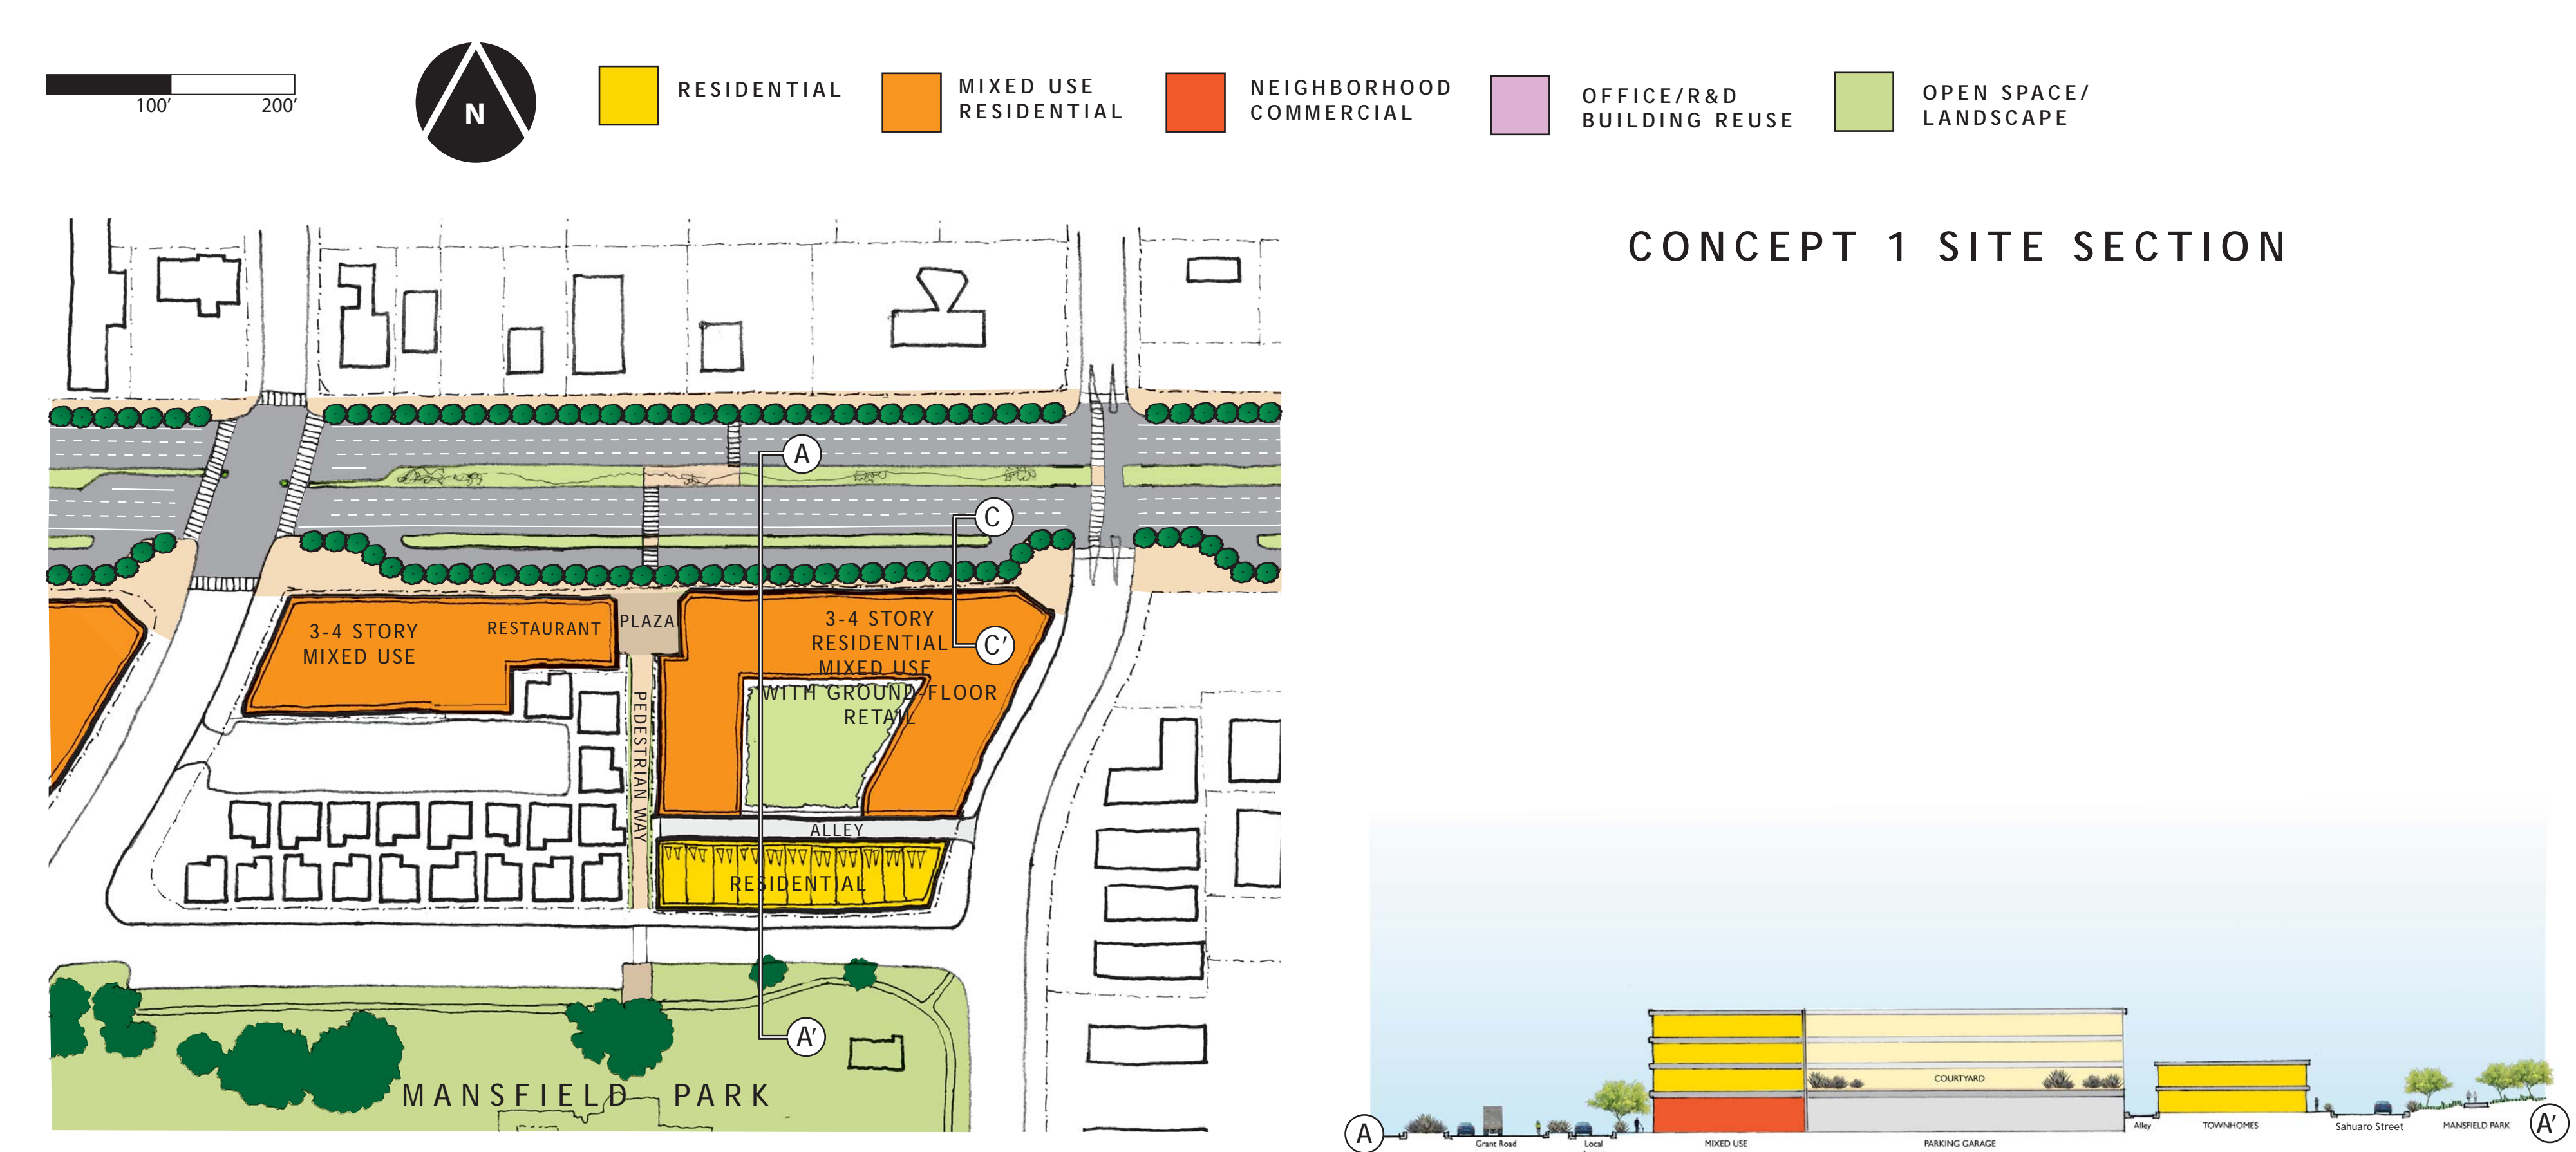 100'
200'
N
RESIDENTIAL
MIXED USE
RESIDENTIAL
NEIGHBORHOOD
COMMERCIAL
OFFICE/R&D
BUILDING REUSE
OPEN SPACE/
LANDSCAPE
CONCEPT 1 SITE SECTION
A
C
3-4 STORY
MIXED USE
RESTAURANT
PLAZA
3-4 STORY
RESIDENTIAL
MIXED USE
WITH GROUND-FLOOR
RETAIL
C'
PEDESTRIAN WAY
ALLEY
RESIDENTIAL
A'
MANSFIELD PARK
COURTYARD
A
Grant Road
Local
MIXED USE
PARKING GARAGE
Alley
TOWNHOMES
Sahuaro Street
MANSFIELD PARK
A'